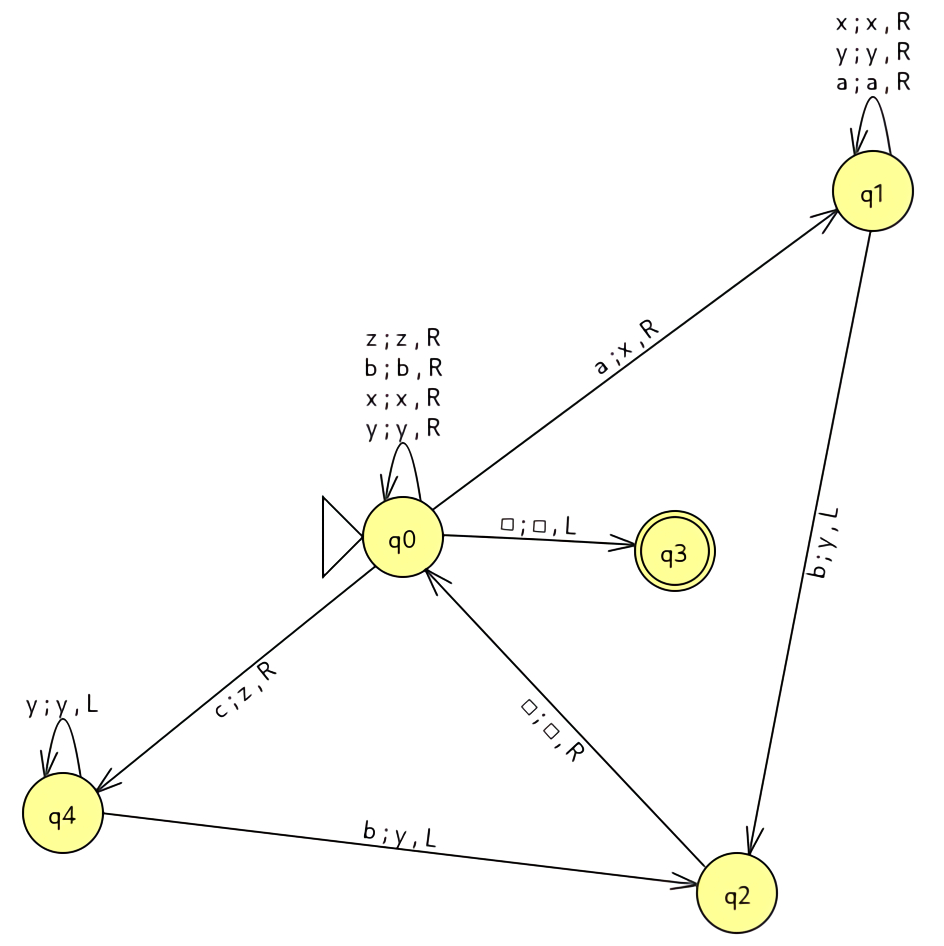 x;x,R
y;y,R
a;a,R
q1
a;x,R
z;z,R
b;b,R
x;x,R
y;y,R
q0
□;□,L
q3
b;y,L
c;z,R
y;y,L
q4
□;□,R
b;y,L
q2